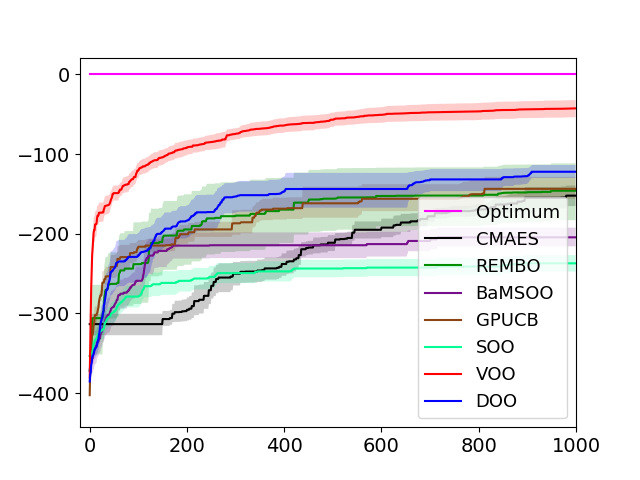 0
−100
−200
−300
−400
0
200
400
600
800
1000
Optimum
CMAES
REMBO
BaMSOO
GPUCB
SOO
VOO
DOO